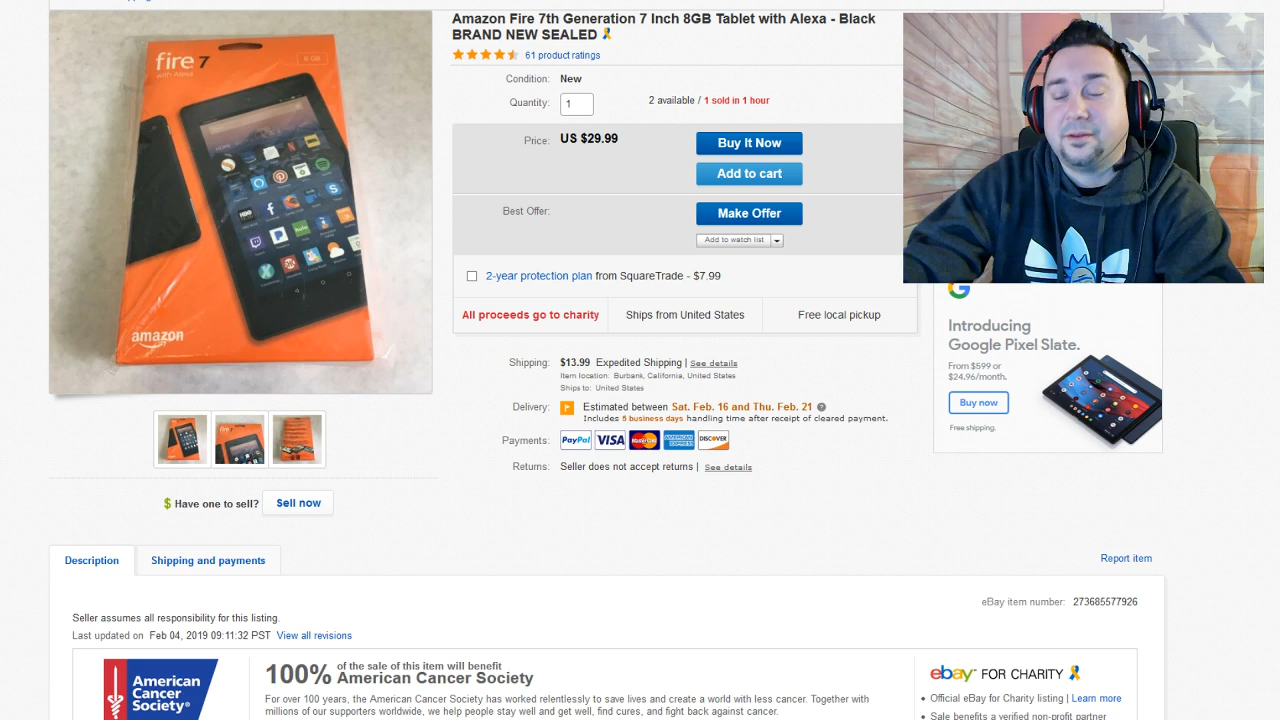 Amazon Fire 7th Generation 7 Inch 8GB Tablet with Alexa - Black
BRAND NEW SEALED
61 product ratings
Condition: New
Quantity: 1
2 available / 1 sold in 1 hour
Price: US $29.99
Buy It Now
Add to cart
Best Offer:
Make Offer
Add to watch list
2-year protection plan from SquareTrade - $7.99
All proceeds go to charity
Ships from United States
Free local pickup
Shipping: $13.99 Expedited Shipping | See details
Item location: Burbank, California, United States
Ships to: United States
Delivery: Estimated between Sat. Feb. 16 and Thu. Feb. 21
Includes 5 business days handling time after receipt of cleared payment.
Payments: PayPal VISA MasterCard AMERICAN EXPRESS DISCOVER
Returns: Seller does not accept returns | See details
fire 7
with Alexa
8 GB
amazon
$ Have one to sell? Sell now
Introducing
Google Pixel Slate.
From $599 or
$24.96/month.
Buy now
Free shipping.
Description
Shipping and payments
Report item
eBay item number: 273685577926
Seller assumes all responsibility for this listing.
Last updated on Feb 04, 2019 09:11:32 PST View all revisions
American
Cancer
Society®
100% of the sale of this item will benefit
American Cancer Society
For over 100 years, the American Cancer Society has worked relentlessly to save lives and create a world with less cancer. Together with
millions of our supporters worldwide, we help people stay well and get well, find cures, and fight back against cancer.
ebay FOR CHARITY
• Official eBay for Charity listing | Learn more
• Sale benefits a verified non-profit partner